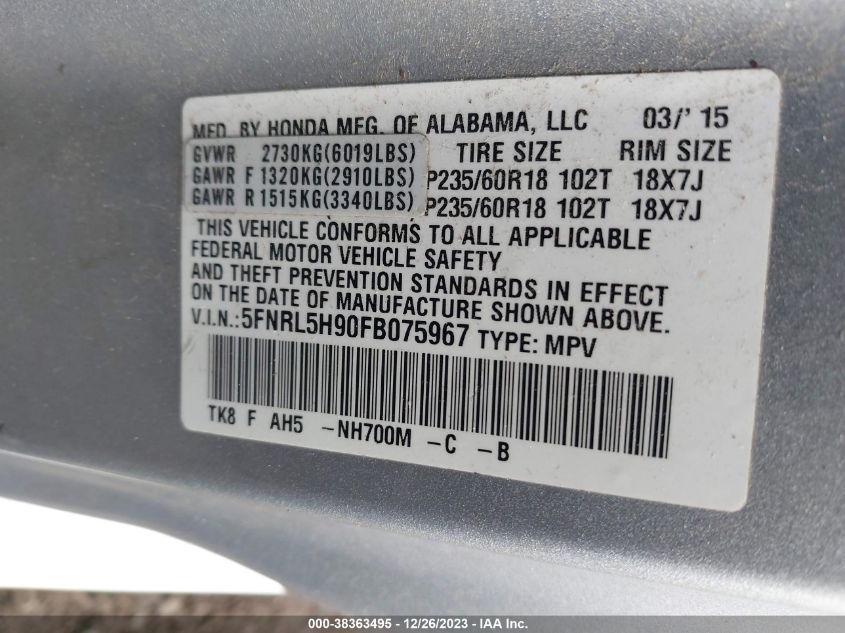 MFD. BY HONDA MFG. OF ALABAMA, LLC 03/' 15
GVWR 2730KG(6019LBS) TIRE SIZE RIM SIZE
GAWR F 1320KG(2910LBS) P235/60R18 102T 18X7J
GAWR R 1515KG(3340LBS) P235/60R18 102T 18X7J
THIS VEHICLE CONFORMS TO ALL APPLICABLE
FEDERAL MOTOR VEHICLE SAFETY
AND THEFT PREVENTION STANDARDS IN EFFECT
ON THE DATE OF MANUFACTURE SHOWN ABOVE.
V.I.N.:5FNRL5H90FB075967 TYPE: MPV
TK8 F AH5 -NH700M -C -B
000-38363495 - 12/26/2023 - IAA Inc.